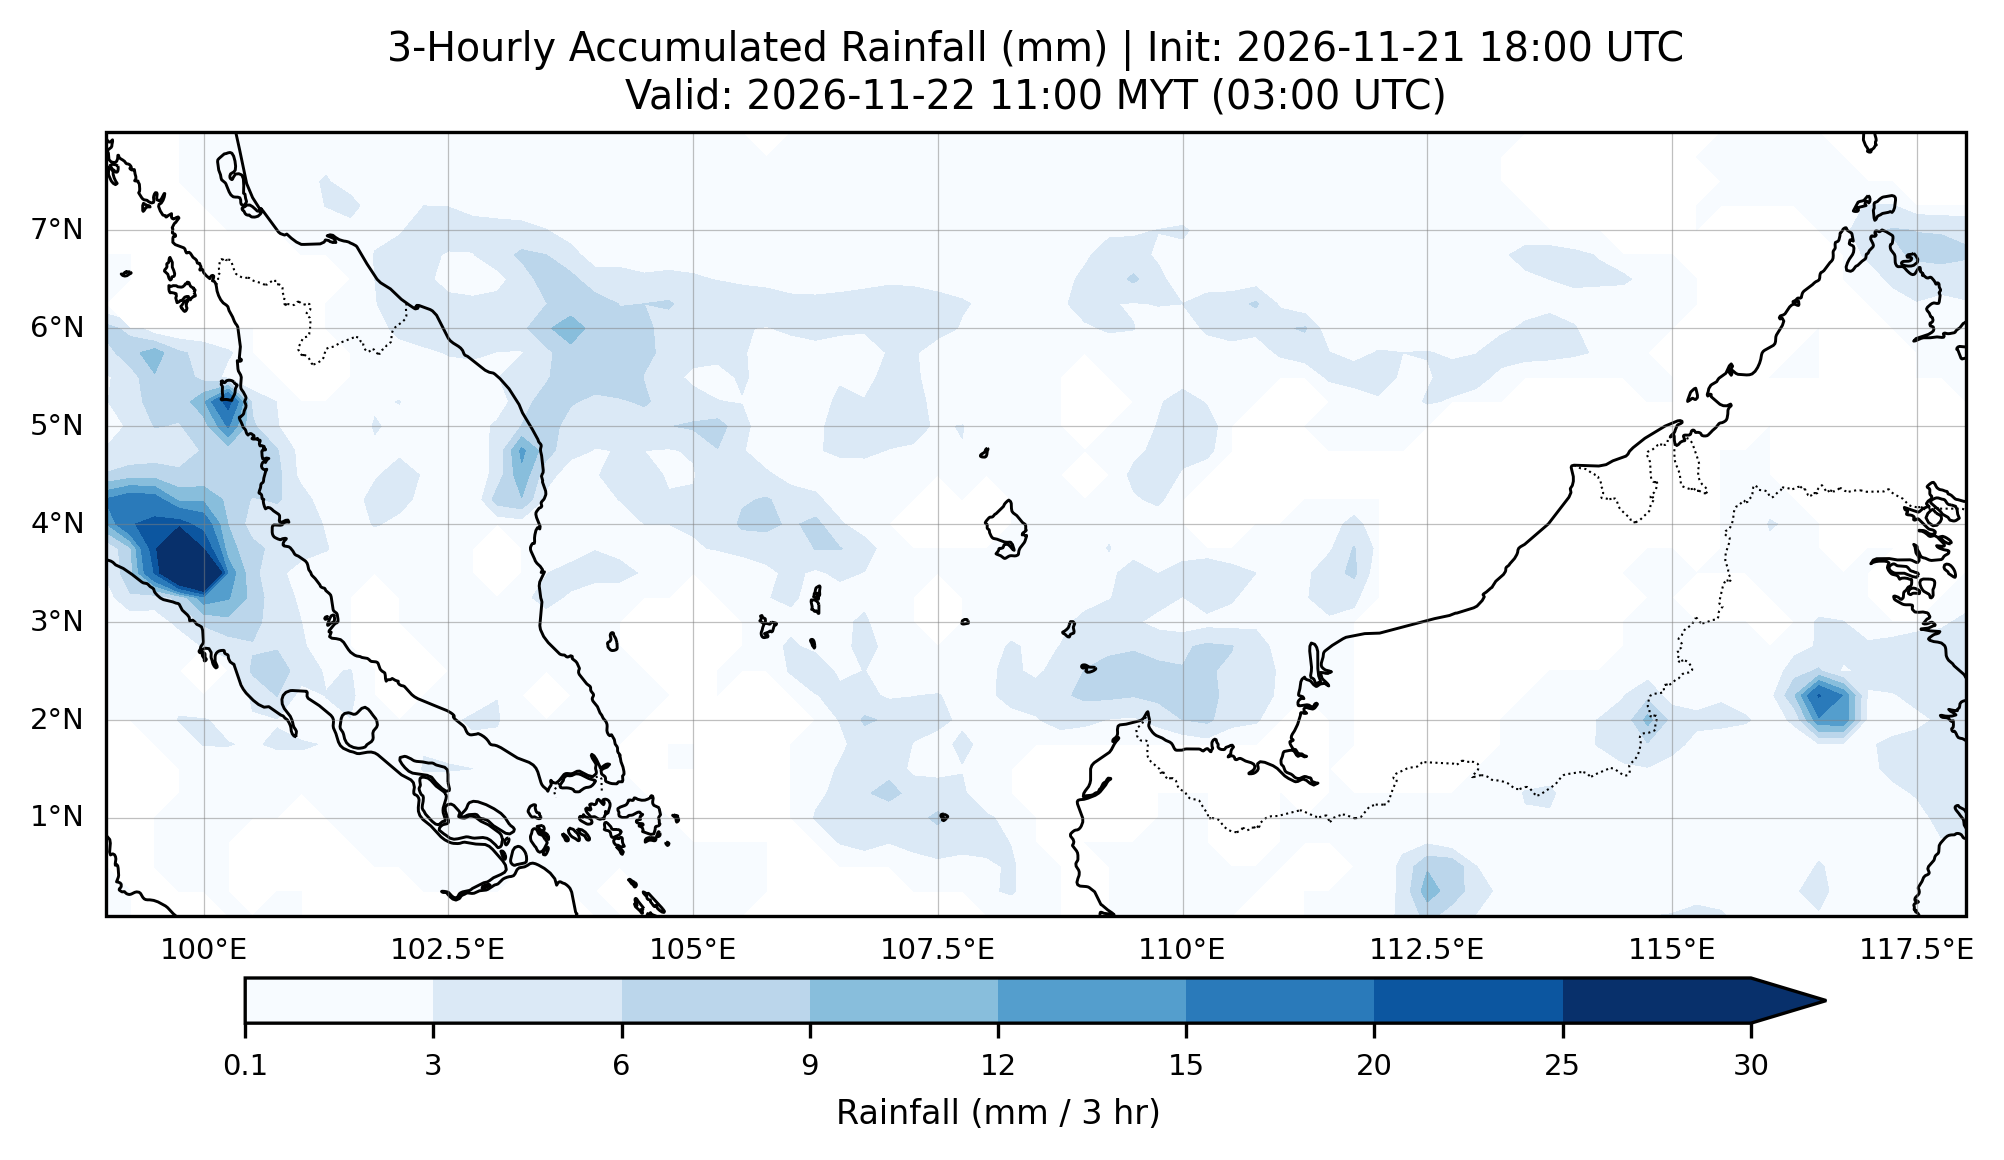 3-Hourly Accumulated Rainfall (mm) | Init: 2026-11-21 18:00 UTC
Valid: 2026-11-22 11:00 MYT (03:00 UTC)
7°N
6°N
5°N
4°N
3°N
2°N
1°N
100°E 102.5°E 105°E 107.5°E 110°E 112.5°E 115°E 117.5°E
0.1 3 6 9 12 15 20 25 30
Rainfall (mm / 3 hr)